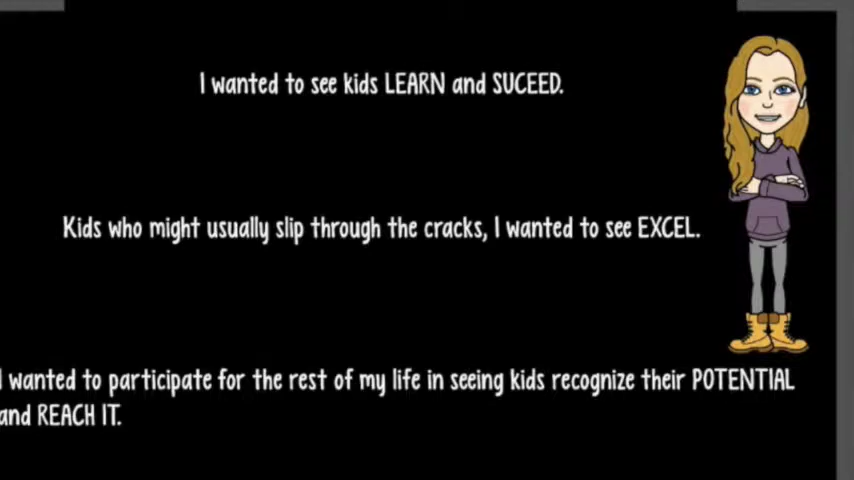 I wanted to see kids LEARN and SUCEED.
Kids who might usually slip through the cracks, I wanted to see EXCEL.
I wanted to participate for the rest of my life in seeing kids recognize their POTENTIAL
and REACH IT.